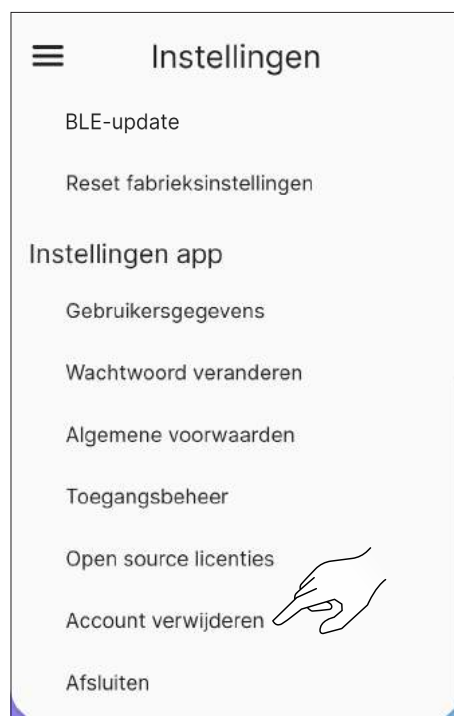 Instellingen
BLE-update
Reset fabrieksinstellingen
Instellingen app
Gebruikersgegevens
Wachtwoord veranderen
Algemene voorwaarden
Toegangsbeheer
Open source licenties
Account verwijderen
Afsluiten